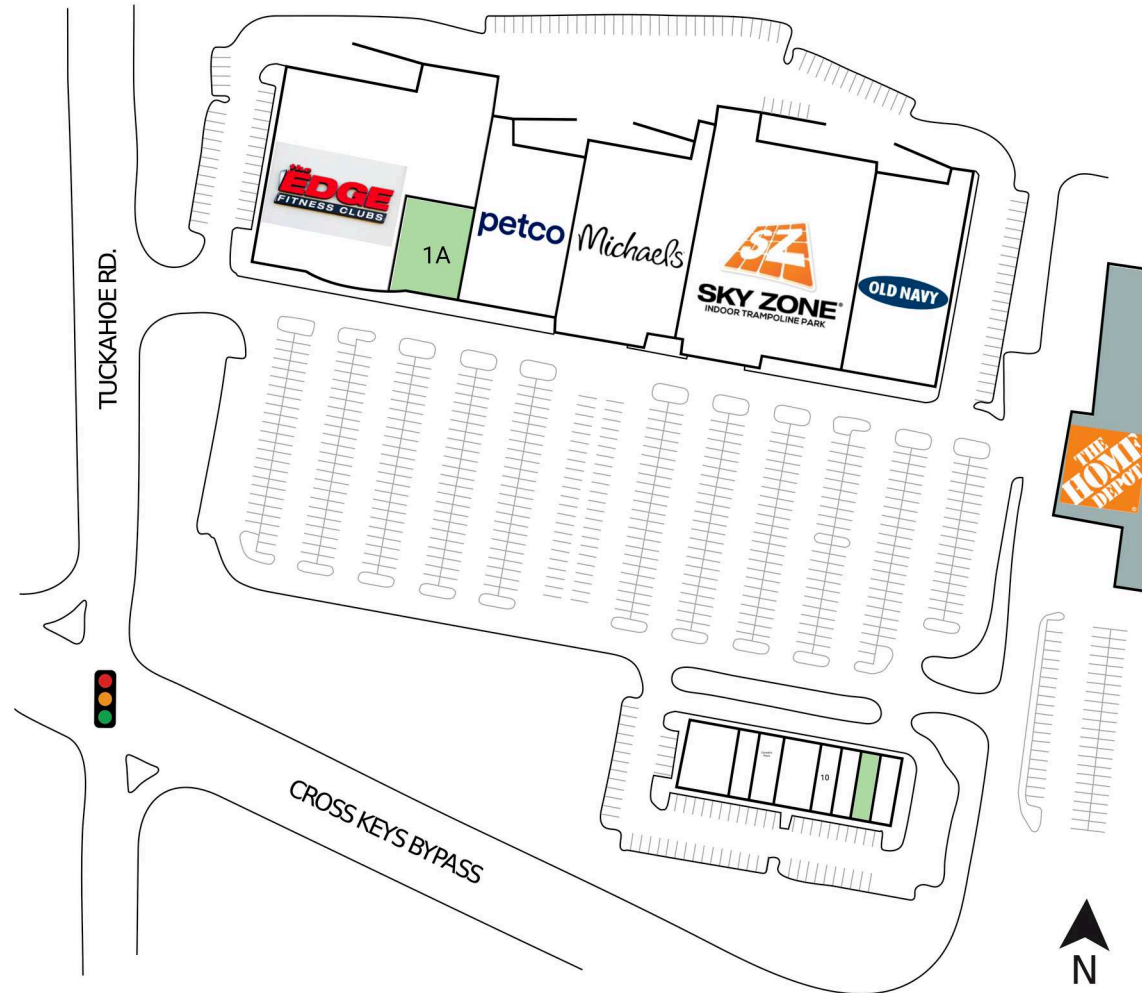 TUCKAHOE RD.
the
EDGE
FITNESS CLUBS
1A
petco
Michaels
SZ
SKY ZONE®
INDOOR TRAMPOLINE PARK
OLD NAVY
THE
HOME
DEPOT
10
CROSS KEYS BYPASS
N